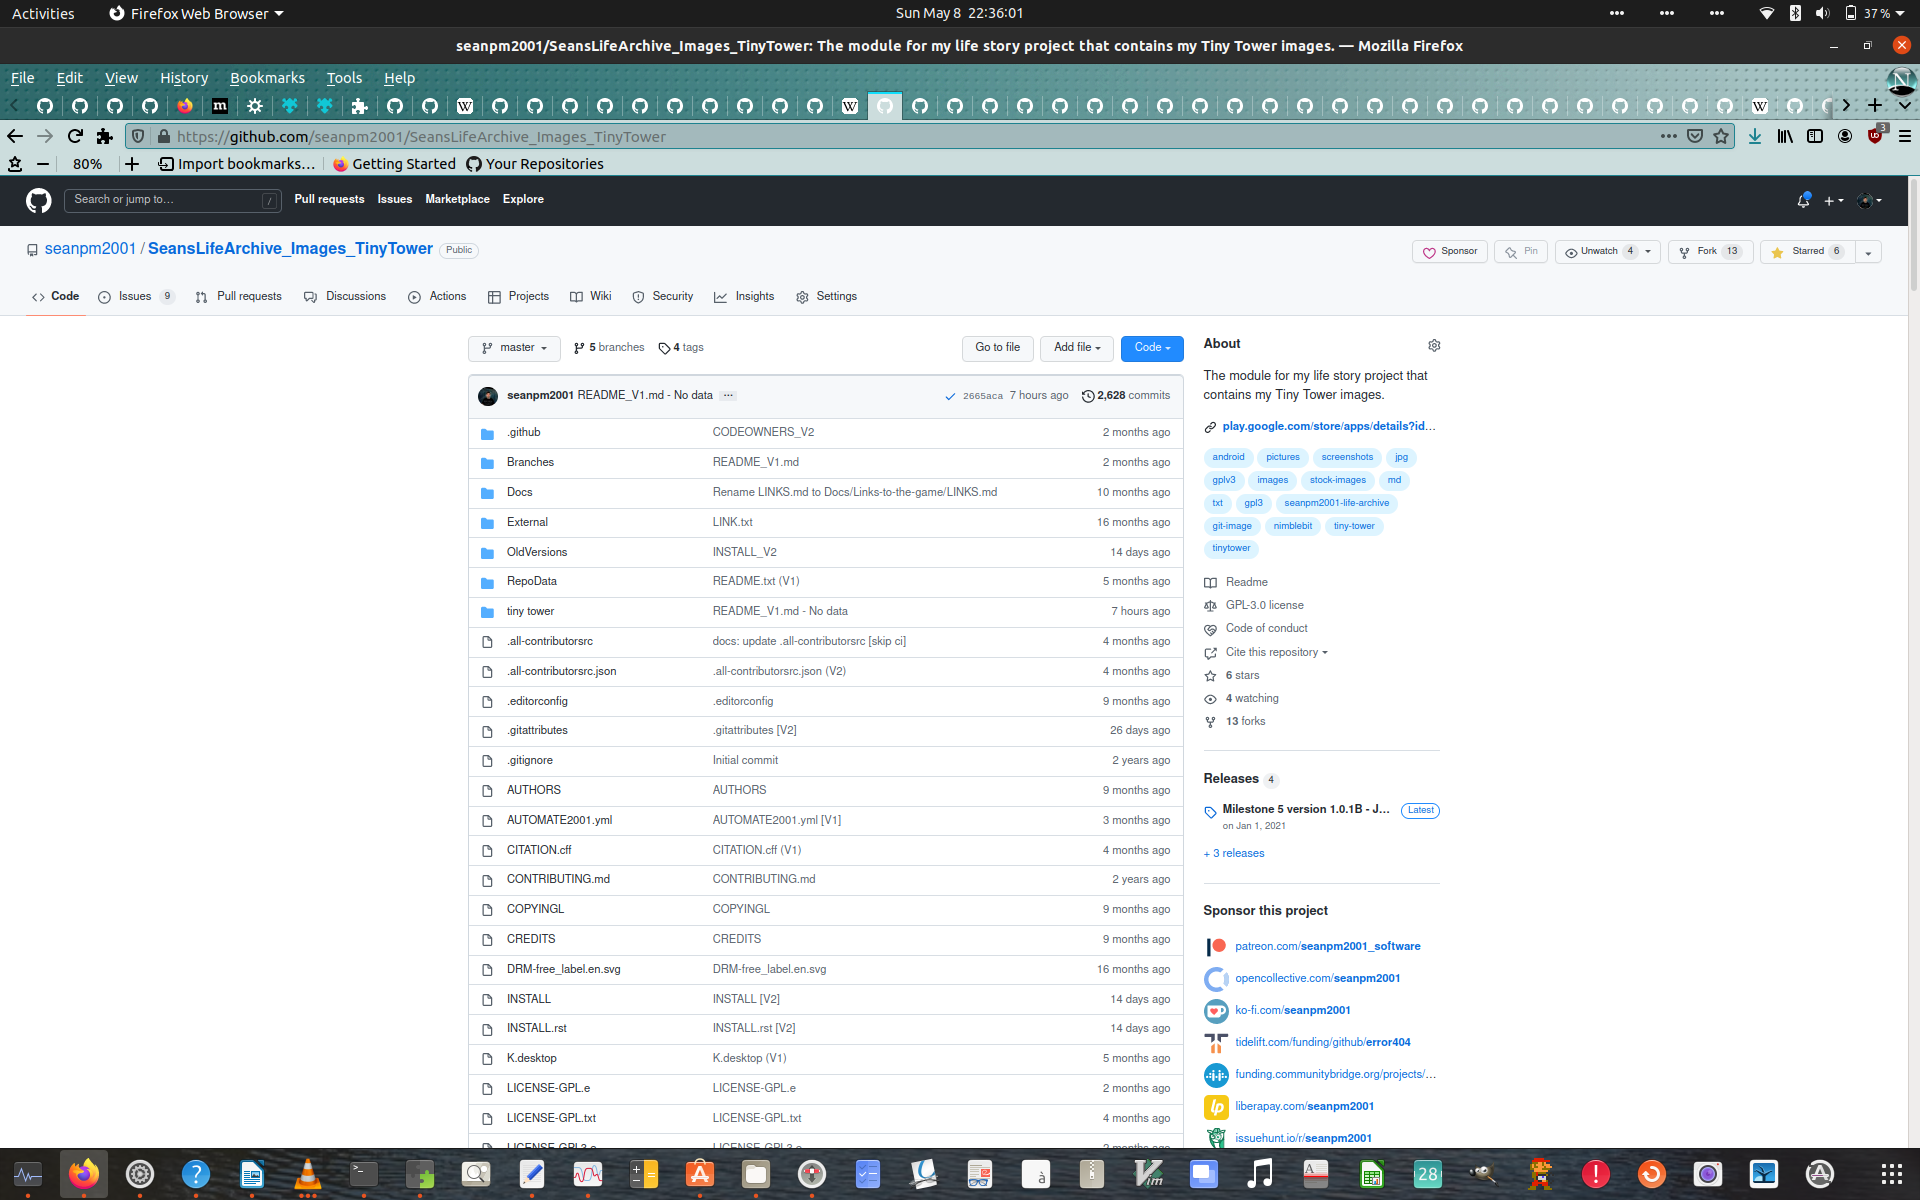 Activities Firefox Web Browser Sun May 8 22:36:01 37 %
seanpm2001/SeansLifeArchive_Images_TinyTower: The module for my life story project that contains my Tiny Tower images. — Mozilla Firefox
File Edit View History Bookmarks Tools Help
https://github.com/seanpm2001/SeansLifeArchive_Images_TinyTower 3
80% Import bookmarks... Getting Started Your Repositories
Search or jump to... / Pull requests Issues Marketplace Explore
seanpm2001 / SeansLifeArchive_Images_TinyTower Public Sponsor Pin Unwatch 4 Fork 13 Starred 6
Code Issues 9 Pull requests Discussions Actions Projects Wiki Security Insights Settings
master 5 branches 4 tags Go to file Add file Code
seanpm2001 README_V1.md - No data ... 2665aca 7 hours ago 2,628 commits
.github CODEOWNERS_V2 2 months ago
Branches README_V1.md 2 months ago
Docs Rename LINKS.md to Docs/Links-to-the-game/LINKS.md 10 months ago
External LINK.txt 16 months ago
OldVersions INSTALL_V2 14 days ago
RepoData README.txt (V1) 5 months ago
tiny tower README_V1.md - No data 7 hours ago
.all-contributorsrc docs: update .all-contributorsrc [skip ci] 4 months ago
.all-contributorsrc.json .all-contributorsrc.json (V2) 4 months ago
.editorconfig .editorconfig 9 months ago
.gitattributes .gitattributes [V2] 26 days ago
.gitignore Initial commit 2 years ago
AUTHORS AUTHORS 9 months ago
AUTOMATE2001.yml AUTOMATE2001.yml [V1] 3 months ago
CITATION.cff CITATION.cff (V1) 4 months ago
CONTRIBUTING.md CONTRIBUTING.md 2 years ago
COPYINGL COPYINGL 9 months ago
CREDITS CREDITS 9 months ago
DRM-free_label.en.svg DRM-free_label.en.svg 16 months ago
INSTALL INSTALL [V2] 14 days ago
INSTALL.rst INSTALL.rst [V2] 14 days ago
K.desktop K.desktop (V1) 5 months ago
LICENSE-GPL.e LICENSE-GPL.e 2 months ago
LICENSE-GPL.txt LICENSE-GPL.txt 4 months ago
LICENSE-GPL3.e LICENSE-GPL3.e 2 months ago
About
The module for my life story project that
contains my Tiny Tower images.
play.google.com/store/apps/details?id...
android pictures screenshots jpg
gplv3 images stock-images md
txt gpl3 seanpm2001-life-archive
git-image nimblebit tiny-tower
tinytower
Readme
GPL-3.0 license
Code of conduct
Cite this repository
6 stars
4 watching
13 forks
Releases 4
Milestone 5 version 1.0.1B - J... Latest
on Jan 1, 2021
+ 3 releases
Sponsor this project
patreon.com/seanpm2001_software
opencollective.com/seanpm2001
ko-fi.com/seanpm2001
tidelift.com/funding/github/error404
funding.communitybridge.org/projects/...
liberapay.com/seanpm2001
issuehunt.io/r/seanpm2001
28